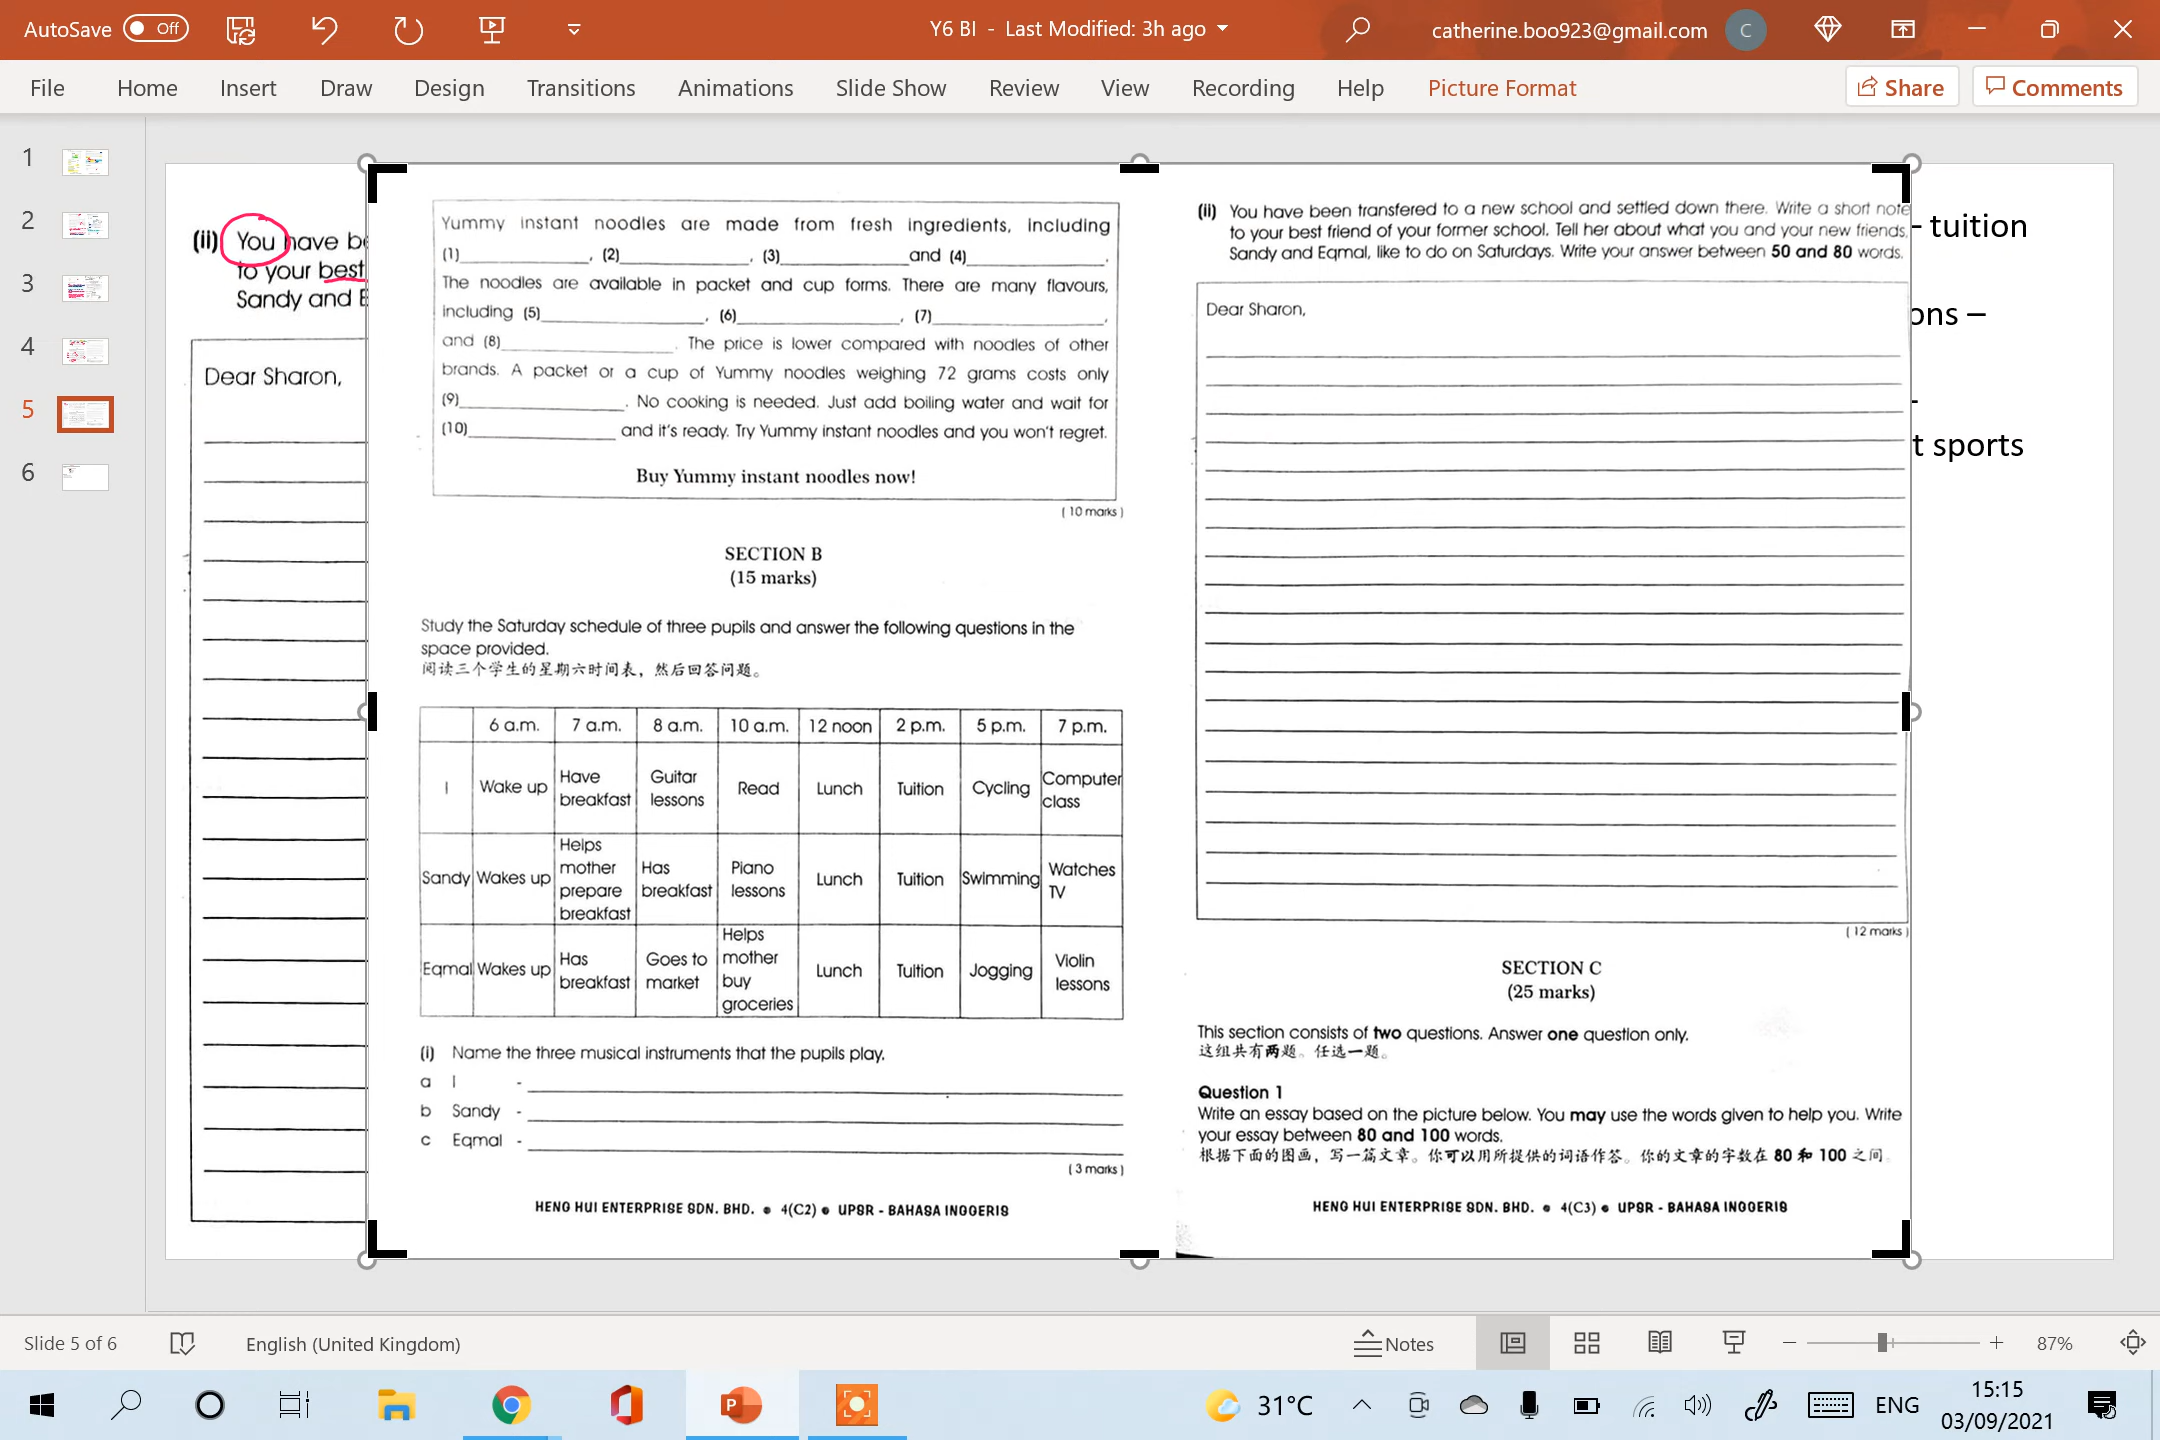 AutoSave Off Y6 BI - Last Modified: 3h ago catherine.boo923@gmail.com C
File Home Insert Draw Design Transitions Animations Slide Show Review View Recording Help Picture Format Share Comments
1
2
3
4
5
6
(ii) You have be
to your best
Sandy and E
Dear Sharon,
Yummy instant noodles are made from fresh ingredients, including
(1)____________, (2)____________, (3)____________and (4)____________.
The noodles are available in packet and cup forms. There are many flavours,
including (5)____________, (6)____________, (7)____________,
and (8)____________. The price is lower compared with noodles of other
brands. A packet or a cup of Yummy noodles weighing 72 grams costs only
(9)____________. No cooking is needed. Just add boiling water and wait for
(10)____________ and it's ready. Try Yummy instant noodles and you won't regret.
Buy Yummy instant noodles now!
( 10 marks )
SECTION B
(15 marks)
Study the Saturday schedule of three pupils and answer the following questions in the
space provided.
阅读三个学生的星期六时间表，然后回答问题。
6 a.m. 7 a.m. 8 a.m. 10 a.m. 12 noon 2 p.m. 5 p.m. 7 p.m.
I Wake up Have breakfast Guitar lessons Read Lunch Tuition Cycling Computer class
Sandy Wakes up Helps mother prepare breakfast Has breakfast Piano lessons Lunch Tuition Swimming Watches TV
Eqmal Wakes up Has breakfast Goes to market Helps mother buy groceries Lunch Tuition Jogging Violin lessons
(i) Name the three musical instruments that the pupils play.
a I -
b Sandy -
c Eqmal -
( 3 marks )
HENG HUI ENTERPRISE SDN. BHD. ● 4(C2) ● UPSR - BAHASA INGGERIS
(ii) You have been transfered to a new school and settled down there. Write a short note
to your best friend of your former school. Tell her about what you and your new friends,
Sandy and Eqmal, like to do on Saturdays. Write your answer between 50 and 80 words.
Dear Sharon,
( 12 marks )
SECTION C
(25 marks)
This section consists of two questions. Answer one question only.
这组共有两题。任选一题。
Question 1
Write an essay based on the picture below. You may use the words given to help you. Write
your essay between 80 and 100 words.
根据下面的图画，写一篇文章。你可以用所提供的词语作答。你的文章的字数在 80 和 100 之间。
HENG HUI ENTERPRISE SDN. BHD. ● 4(C3) ● UPSR - BAHASA INGGERIS
– tuition
ons –
-
t sports
Slide 5 of 6 English (United Kingdom) Notes 87%
31°C ENG 15:15
03/09/2021